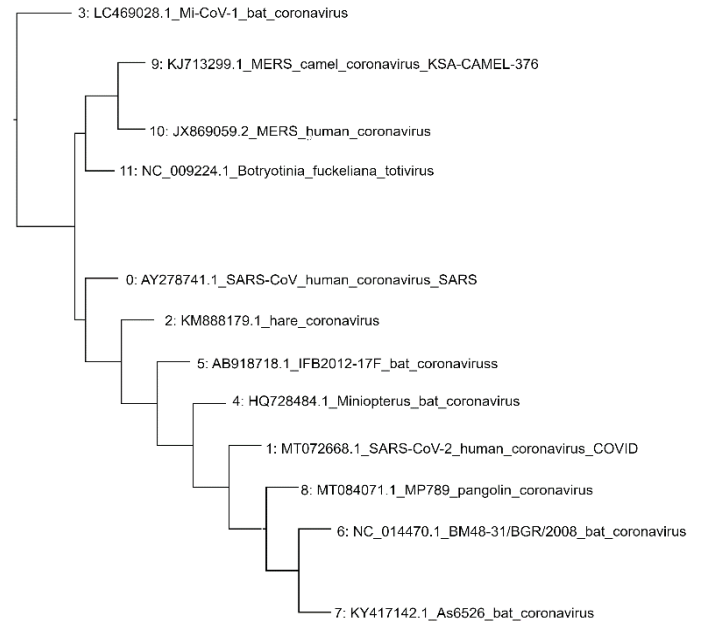 3: LC469028.1_Mi-CoV-1_bat_coronavirus
9: KJ713299.1_MERS_camel_coronavirus_KSA-CAMEL-376
10: JX869059.2_MERS_human_coronavirus
11: NC_009224.1_Botryotinia_fuckeliana_totivirus
0: AY278741.1_SARS-CoV_human_coronavirus_SARS
2: KM888179.1_hare_coronavirus
5: AB918718.1_IFB2012-17F_bat_coronaviruss
4: HQ728484.1_Miniopterus_bat_coronavirus
1: MT072668.1_SARS-CoV-2_human_coronavirus_COVID
8: MT084071.1_MP789_pangolin_coronavirus
6: NC_014470.1_BM48-31/BGR/2008_bat_coronavirus
7: KY417142.1_As6526_bat_coronavirus